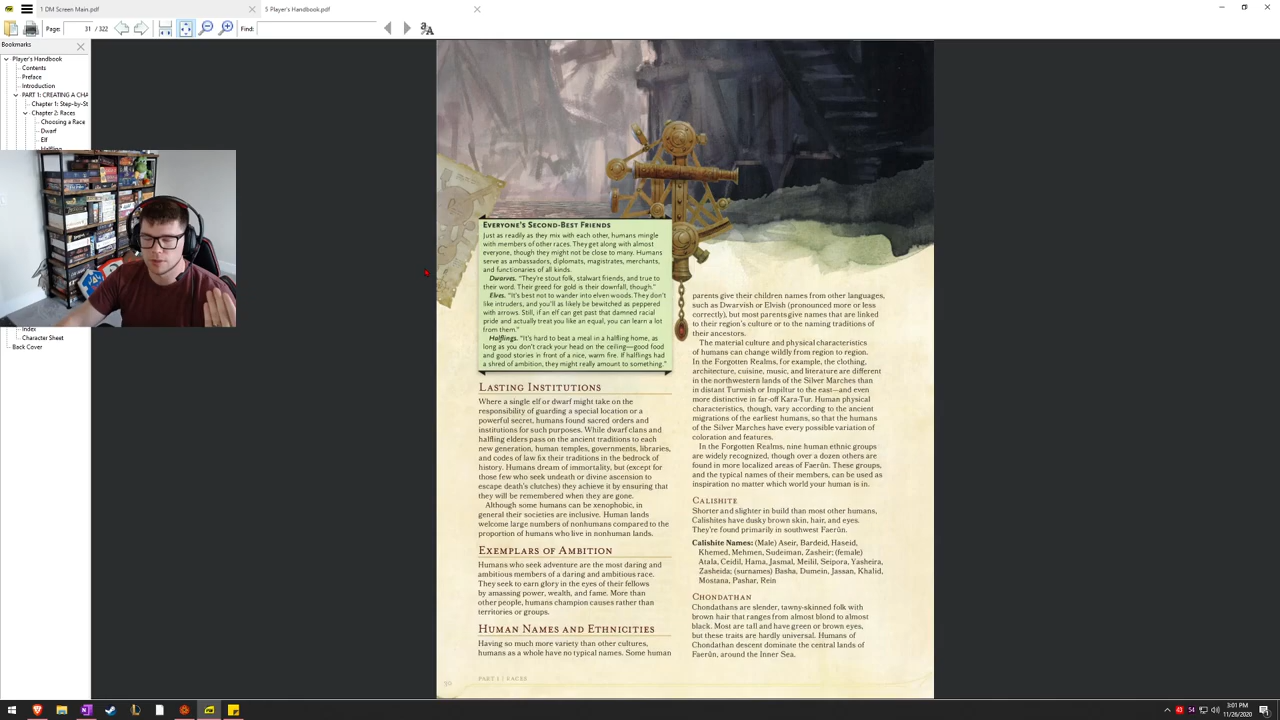 1 DM Screen Main.pdf
5 Player's Handbook.pdf
Page: 31 / 322
Find:
Bookmarks
Player's Handbook
Contents
Preface
Introduction
PART 1: CREATING A CHA
Chapter 1: Step-by-St
Chapter 2: Races
Choosing a Race
Dwarf
Elf
Index
Character Sheet
Back Cover
EVERYONE'S SECOND-BEST FRIENDS
Just as readily as they mix with each other, humans mingle
with members of other races. They get along with almost
everyone, though they might not be close to many. Humans
serve as ambassadors, diplomats, magistrates, merchants,
and functionaries of all kinds.
Dwarves. "They're stout folk, stalwart friends, and true to
their word. Their greed for gold is their downfall, though."
Elves. "It's best not to wander into elven woods. They don't
like intruders, and you'll as likely be bewitched as peppered
with arrows. Still, if an elf can get past that damned racial
pride and actually treat you like an equal, you can learn a lot
from them."
Halflings. "It's hard to beat a meal in a halfling home, as
long as you don't crack your head on the ceiling—good food
and good stories in front of a nice, warm fire. If halflings had
a shred of ambition, they might really amount to something."
LASTING INSTITUTIONS
Where a single elf or dwarf might take on the
responsibility of guarding a special location or a
powerful secret, humans found sacred orders and
institutions for such purposes. While dwarf clans and
halfling elders pass on the ancient traditions to each
new generation, human temples, governments, libraries,
and codes of law fix their traditions in the bedrock of
history. Humans dream of immortality, but (except for
those few who seek undeath or divine ascension to
escape death's clutches) they achieve it by ensuring that
they will be remembered when they are gone.
Although some humans can be xenophobic, in
general their societies are inclusive. Human lands
welcome large numbers of nonhumans compared to the
proportion of humans who live in nonhuman lands.
EXEMPLARS OF AMBITION
Humans who seek adventure are the most daring and
ambitious members of a daring and ambitious race.
They seek to earn glory in the eyes of their fellows
by amassing power, wealth, and fame. More than
other people, humans champion causes rather than
territories or groups.
HUMAN NAMES AND ETHNICITIES
Having so much more variety than other cultures,
humans as a whole have no typical names. Some human
parents give their children names from other languages,
such as Dwarvish or Elvish (pronounced more or less
correctly), but most parents give names that are linked
to their region's culture or to the naming traditions of
their ancestors.
The material culture and physical characteristics
of humans can change wildly from region to region.
In the Forgotten Realms, for example, the clothing,
architecture, cuisine, music, and literature are different
in the northwestern lands of the Silver Marches than
in distant Turmish or Impiltur to the east—and even
more distinctive in far-off Kara-Tur. Human physical
characteristics, though, vary according to the ancient
migrations of the earliest humans, so that the humans
of the Silver Marches have every possible variation of
coloration and features.
In the Forgotten Realms, nine human ethnic groups
are widely recognized, though over a dozen others are
found in more localized areas of Faerûn. These groups,
and the typical names of their members, can be used as
inspiration no matter which world your human is in.
CALISHITE
Shorter and slighter in build than most other humans,
Calishites have dusky brown skin, hair, and eyes.
They're found primarily in southwest Faerûn.
Calishite Names: (Male) Aseir, Bardeid, Haseid,
Khemed, Mehmen, Sudeiman, Zasheir; (female)
Atala, Ceidil, Hama, Jasmal, Meilil, Seipora, Yasheira,
Zasheida; (surnames) Basha, Dumein, Jassan, Khalid,
Mostana, Pashar, Rein
CHONDATHAN
Chondathans are slender, tawny-skinned folk with
brown hair that ranges from almost blond to almost
black. Most are tall and have green or brown eyes,
but these traits are hardly universal. Humans of
Chondathan descent dominate the central lands of
Faerûn, around the Inner Sea.
PART 1 | RACES
43
54
3:01 PM
11/26/2020